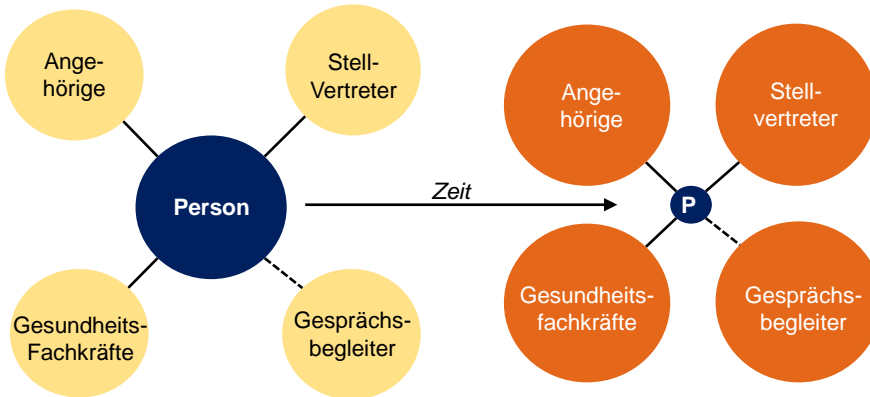 Ange-
hörige
Stell-
Vertreter
Person
Gesundheits-
Fachkräfte
Gesprächs-
begleiter
Zeit
Ange-
hörige
Stell-
vertreter
P
Gesundheits-
fachkräfte
Gesprächs-
begleiter